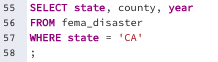 55 SELECT state, county, year
56 FROM fema_disaster
57 WHERE state = 'CA'
58 ;